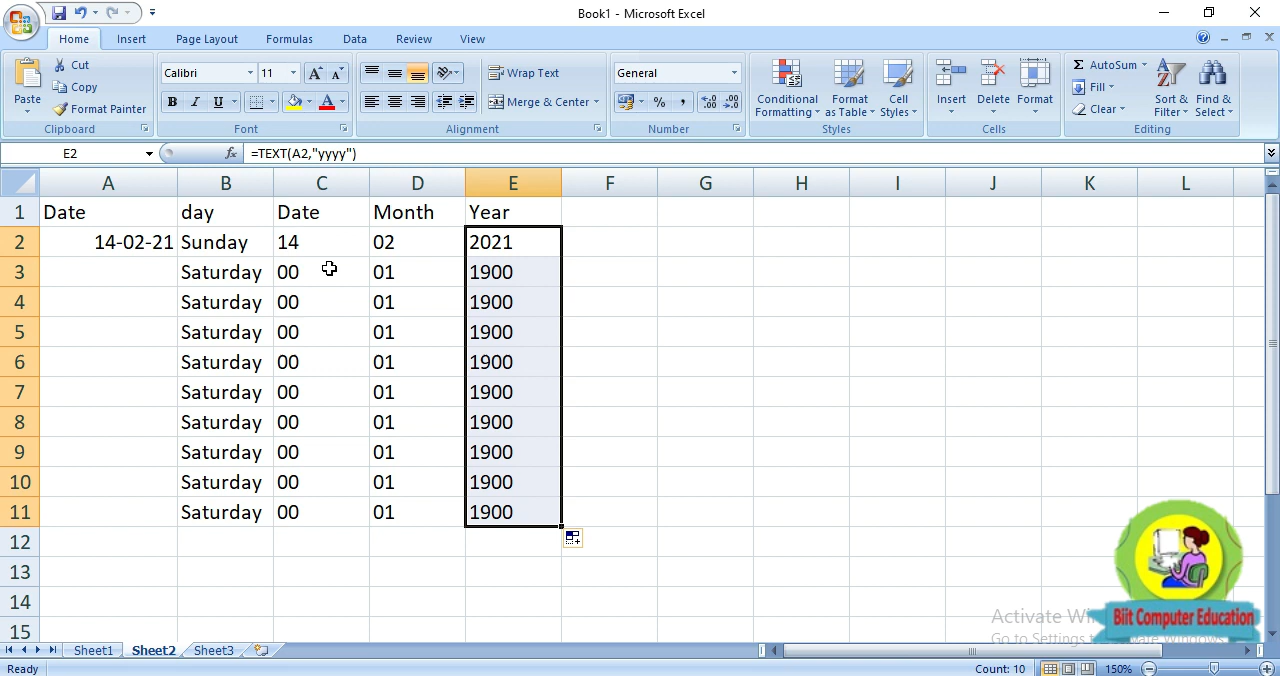 Book1 - Microsoft Excel
Home Insert Page Layout Formulas Data Review View
Paste
Cut
Copy
Format Painter
Clipboard
Calibri 11
B I U
Font
Wrap Text
Merge & Center
Alignment
General
% ,
Number
Conditional Formatting
Format as Table
Cell Styles
Styles
Insert Delete Format
Cells
Σ AutoSum
Fill
Clear
Sort & Filter
Find & Select
Editing
E2 fx =TEXT(A2,"yyyy")
A B C D E F G H I J K L
1 Date day Date Month Year
2 14-02-21 Sunday 14 02 2021
3 Saturday 00 01 1900
4 Saturday 00 01 1900
5 Saturday 00 01 1900
6 Saturday 00 01 1900
7 Saturday 00 01 1900
8 Saturday 00 01 1900
9 Saturday 00 01 1900
10 Saturday 00 01 1900
11 Saturday 00 01 1900
12
13
14
15
Activate Wi
Biit Computer Education
Go to Settings
Sheet1 Sheet2 Sheet3
Ready Count: 10 150%